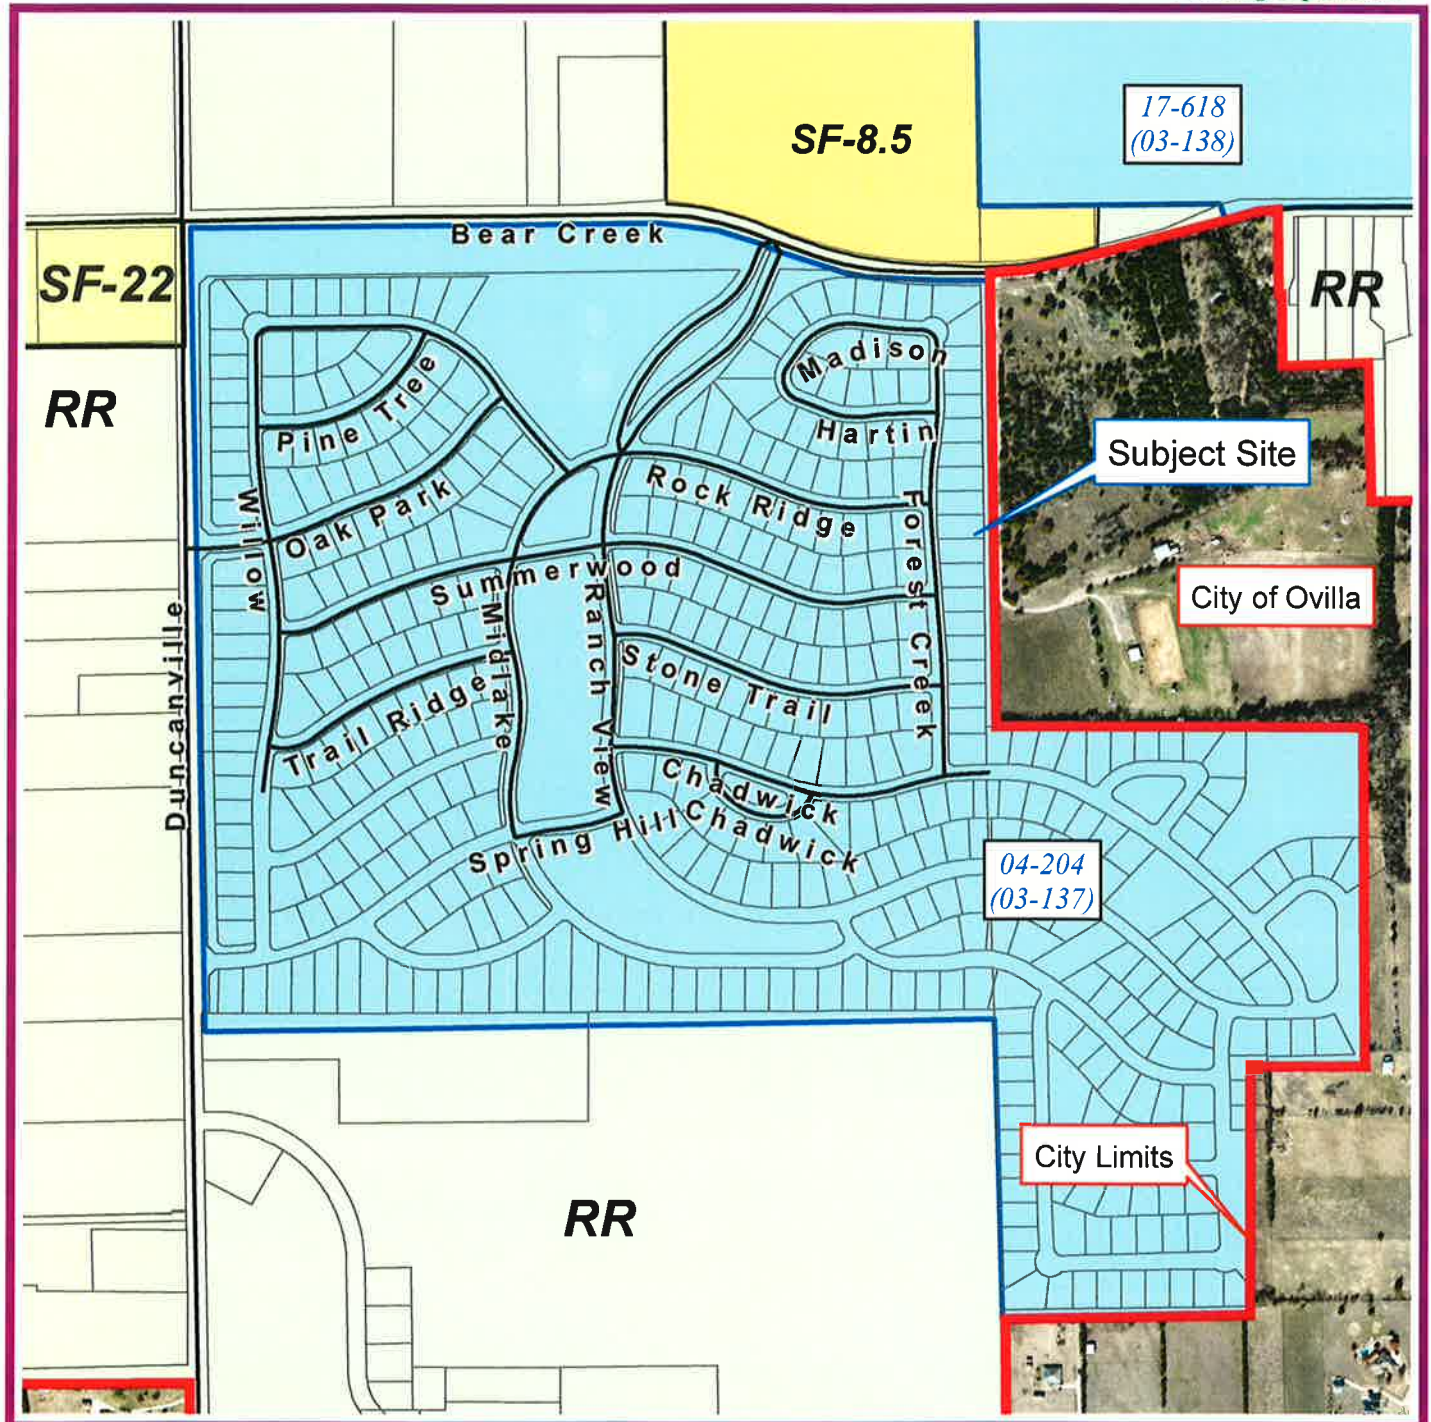 17-618
(03-138)
SF-8.5
Bear Creek
SF-22
RR
RR
Madison
Pine Tree
Hartin
Subject Site
Rock Ridge
Oak Park
Willow
Forest Creek
Summerwood
City of Ovilla
Midlake
Ranch View
Duncanville
Stone Trail
Trail Ridge
Chadwick
c
Chadwick
Spring Hill
04-204
(03-137)
City Limits
RR